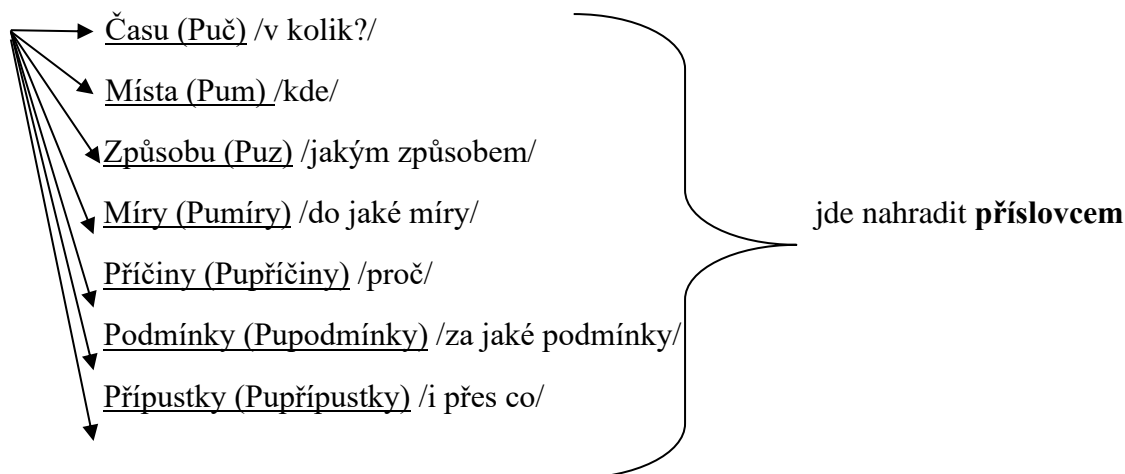 Času (Puč) /v kolik?/
Místa (Pum) /kde/
Způsobu (Puz) /jakým způsobem/
Míry (Pumíry) /do jaké míry/
jde nahradit příslovcem
Příčiny (Pupříčiny) /proč/
Podmínky (Pupodmínky) /za jaké podmínky/
Přípustky (Pupřípustky) /i přes co/